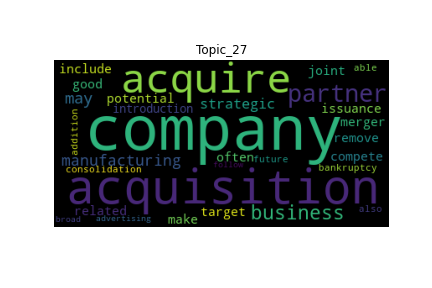 Topic_27
include acquire joint able
good partner
may potential strategic issuance
introduction
company merger
addition remove
manufacturing often future compete
consolidation follow bankruptcy
acquisition
related target business also
broad advertising make